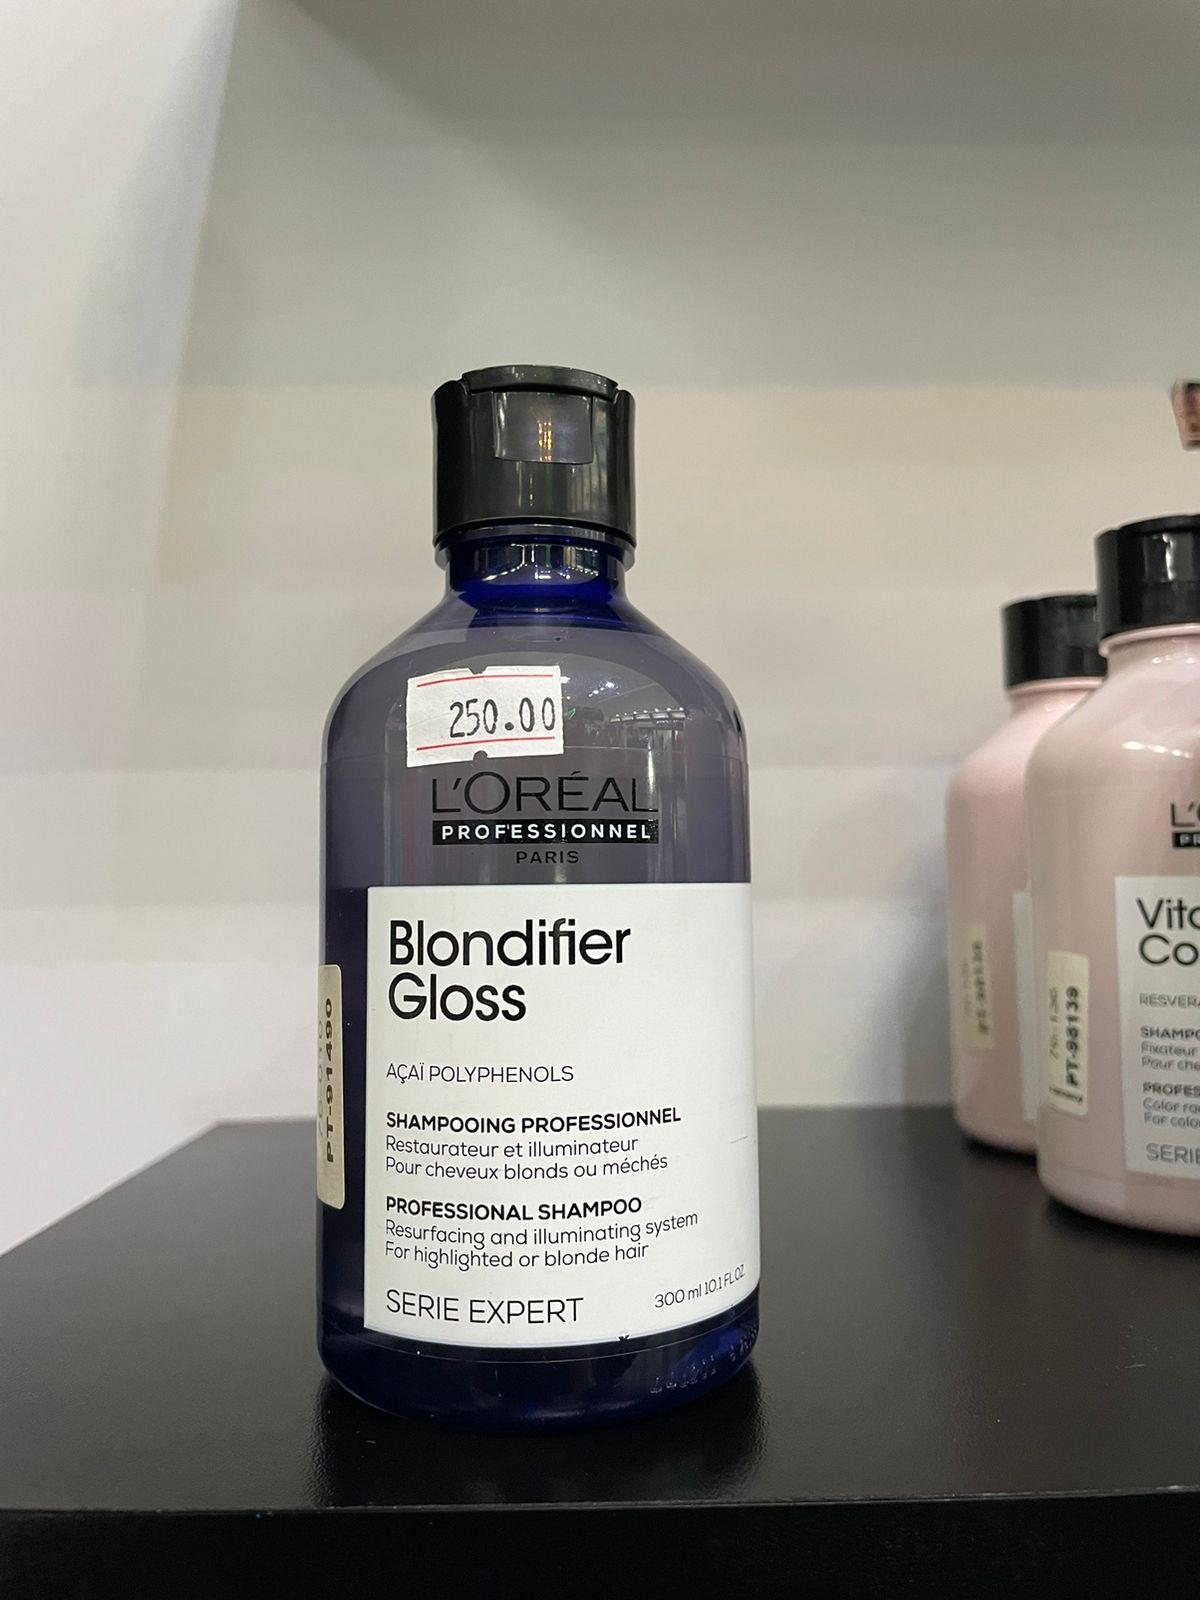 250.00
L'ORÉAL
PROFESSIONNEL
PARIS
Blondifier
Gloss
AÇAÏ POLYPHENOLS
SHAMPOOING PROFESSIONNEL
Restaurateur et illuminateur
Pour cheveux blonds ou méchés
PROFESSIONAL SHAMPOO
Resurfacing and illuminating system
For highlighted or blonde hair
SERIE EXPERT
300 ml 10.1 FL.OZ
PT-91490
PT-98139
SERIE